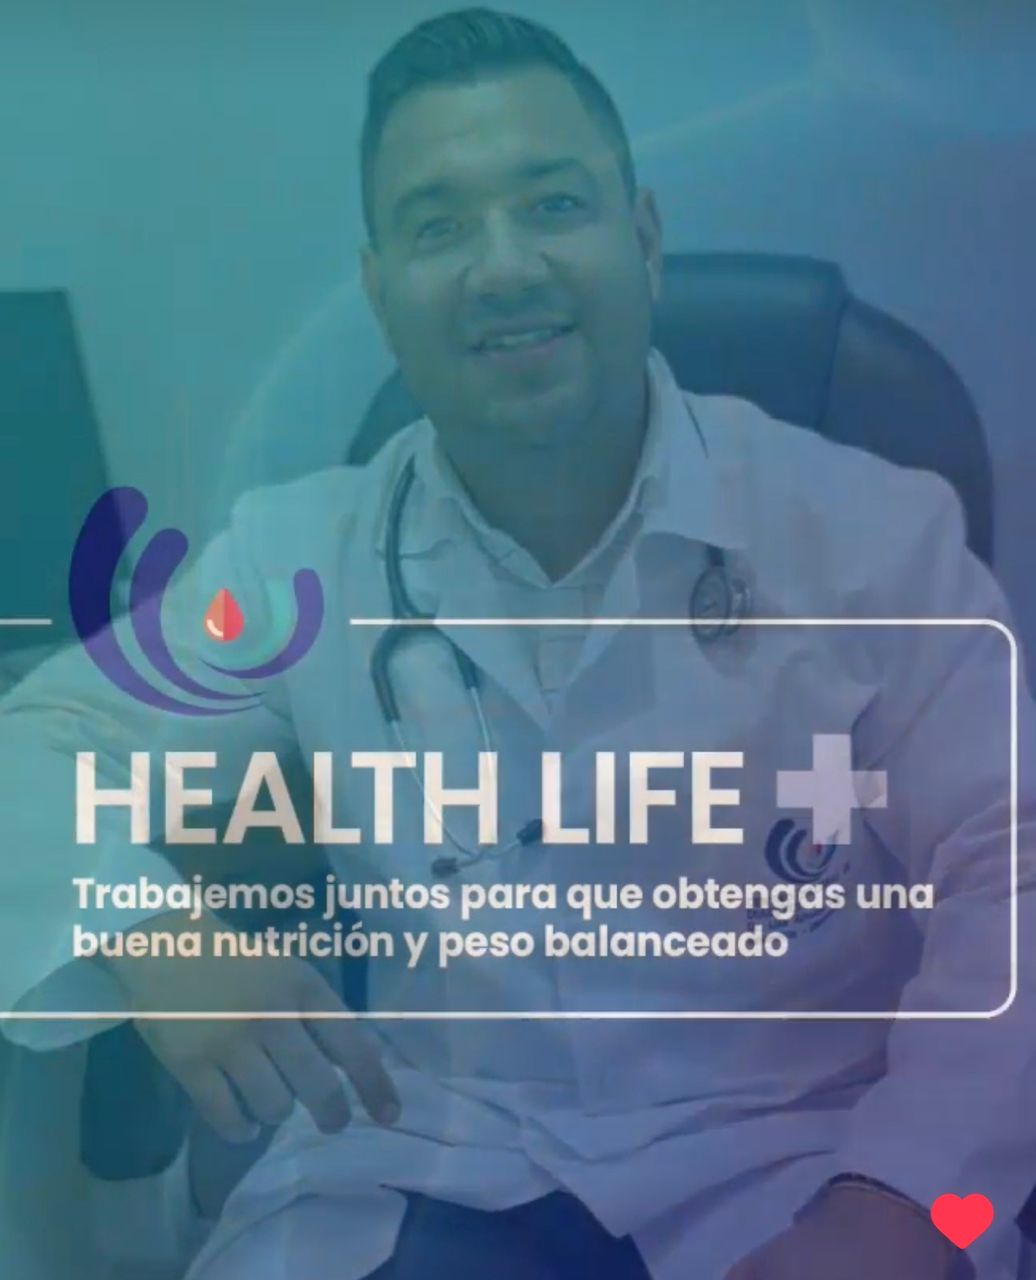 HEALTH LIFE
Trabajemos juntos para que obtengas una
buena nutrición y peso balanceado